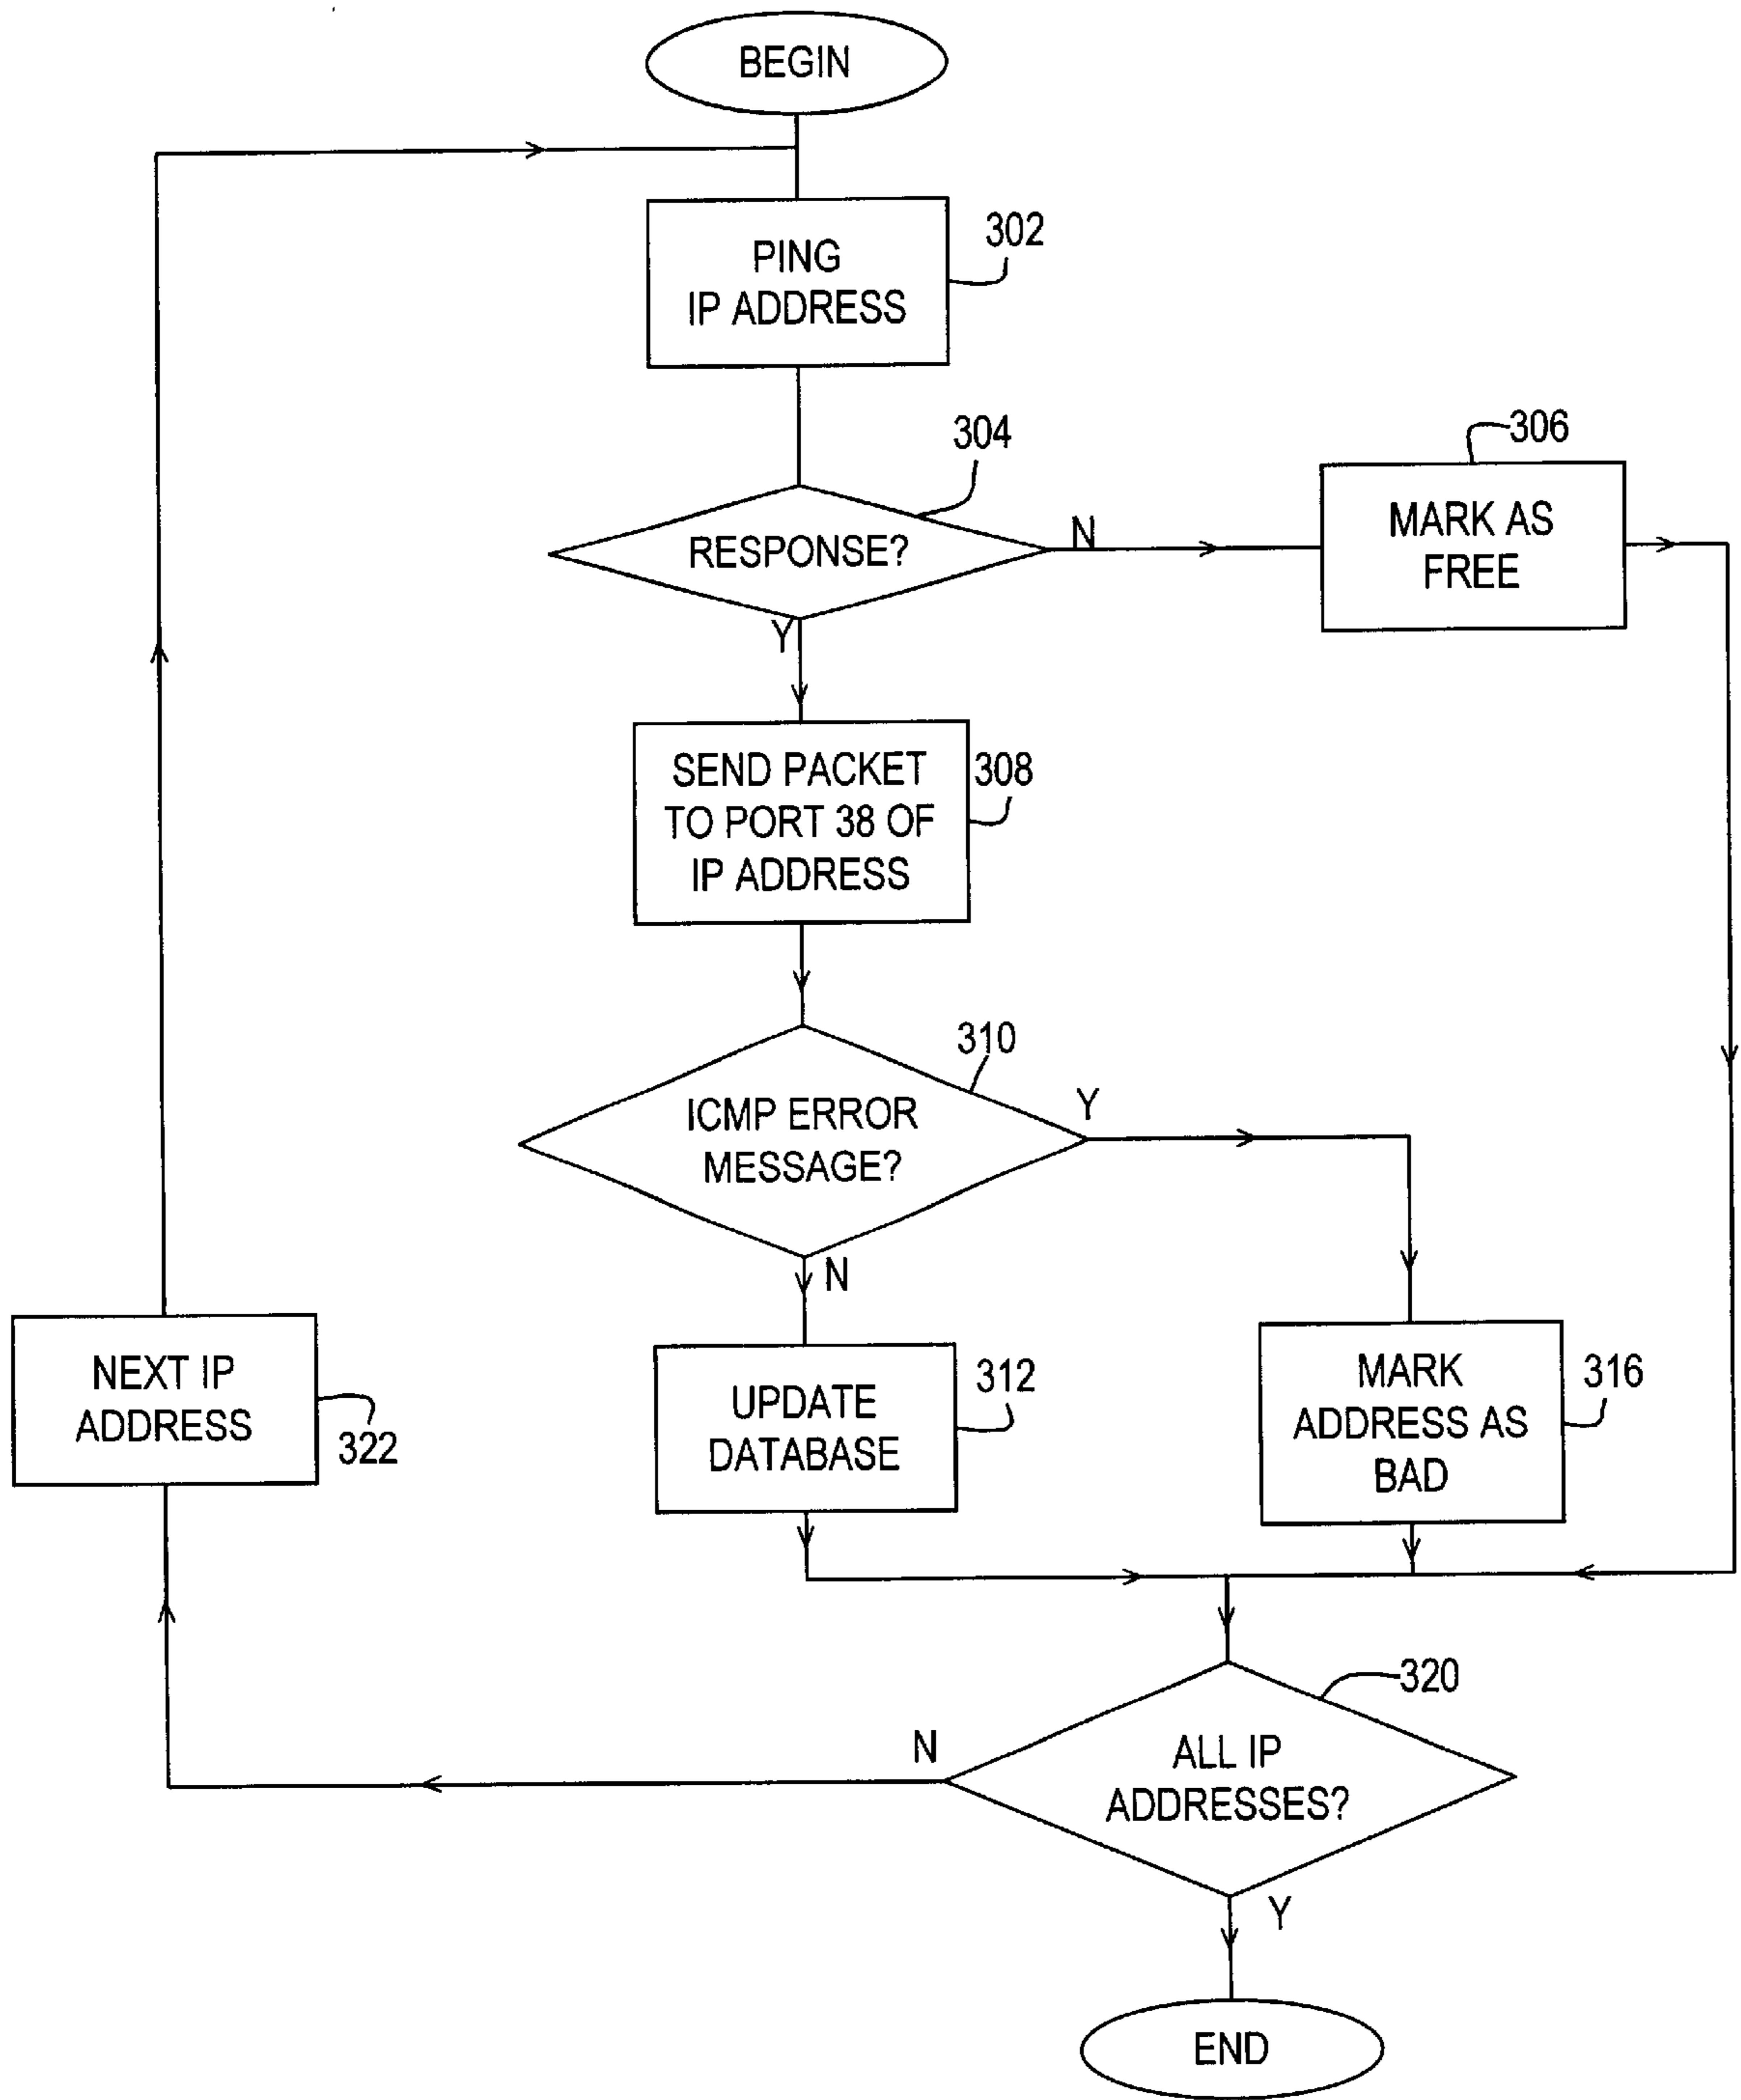 BEGIN
PING
IP ADDRESS
302
304
RESPONSE?
N
306
MARK AS
FREE
Y
SEND PACKET
TO PORT 38 OF
IP ADDRESS
308
310
ICMP ERROR
MESSAGE?
Y
N
NEXT IP
ADDRESS
322
UPDATE
DATABASE
312
MARK
ADDRESS AS
BAD
316
320
ALL IP
ADDRESSES?
N
Y
END